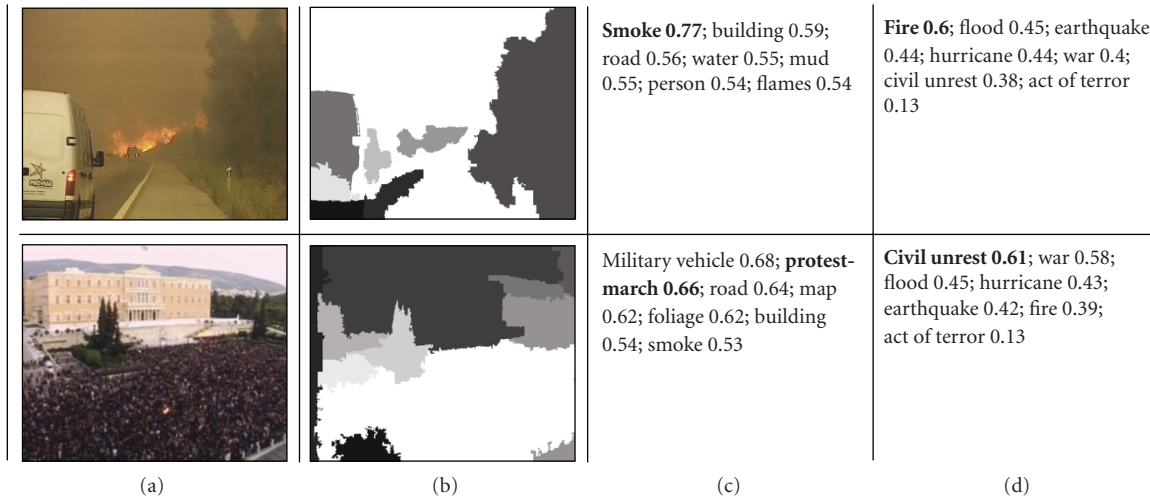 Smoke 0.77; building 0.59;
road 0.56; water 0.55; mud
0.55; person 0.54; flames 0.54
Fire 0.6; flood 0.45; earthquake
0.44; hurricane 0.44; war 0.4;
civil unrest 0.38; act of terror
0.13
Military vehicle 0.68; protest-
march 0.66; road 0.64; map
0.62; foliage 0.62; building
0.54; smoke 0.53
Civil unrest 0.61; war 0.58;
flood 0.45; hurricane 0.43;
earthquake 0.42; fire 0.39;
act of terror 0.13
(a)
(b)
(c)
(d)